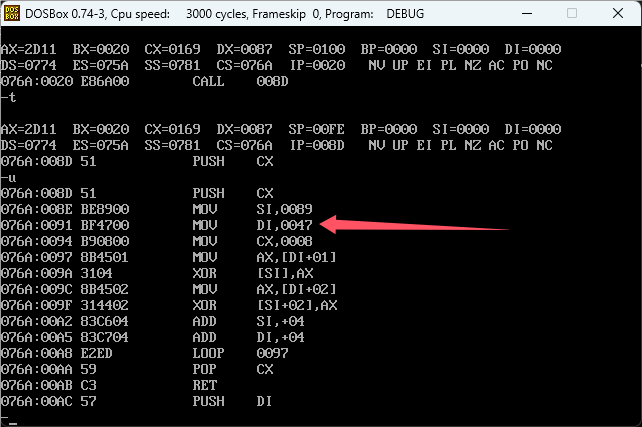 DOSBox 0.74-3, Cpu speed: 3000 cycles, Frameskip 0, Program: DEBUG
AX=2D11 BX=0020 CX=0169 DX=0087 SP=0100 BP=0000 SI=0000 DI=0000
DS=0774 ES=075A SS=0781 CS=076A IP=0020 NV UP EI PL NZ AC PO NC
076A:0020 E86A00 CALL 008D
-t
AX=2D11 BX=0020 CX=0169 DX=0087 SP=00FE BP=0000 SI=0000 DI=0000
DS=0774 ES=075A SS=0781 CS=076A IP=008D NV UP EI PL NZ AC PO NC
076A:008D 51 PUSH CX
-u
076A:008D 51 PUSH CX
076A:008E BE8900 MOV SI,0089
076A:0091 BF4700 MOV DI,0047
076A:0094 B90800 MOV CX,0008
076A:0097 8B4501 MOV AX,[DI+01]
076A:009A 3104 XOR [SI],AX
076A:009C 8B4502 MOV AX,[DI+02]
076A:009F 314402 XOR [SI+02],AX
076A:00A2 83C604 ADD SI,+04
076A:00A5 83C704 ADD DI,+04
076A:00A8 E2ED LOOP 0097
076A:00AA 59 POP CX
076A:00AB C3 RET
076A:00AC 57 PUSH DI
-_